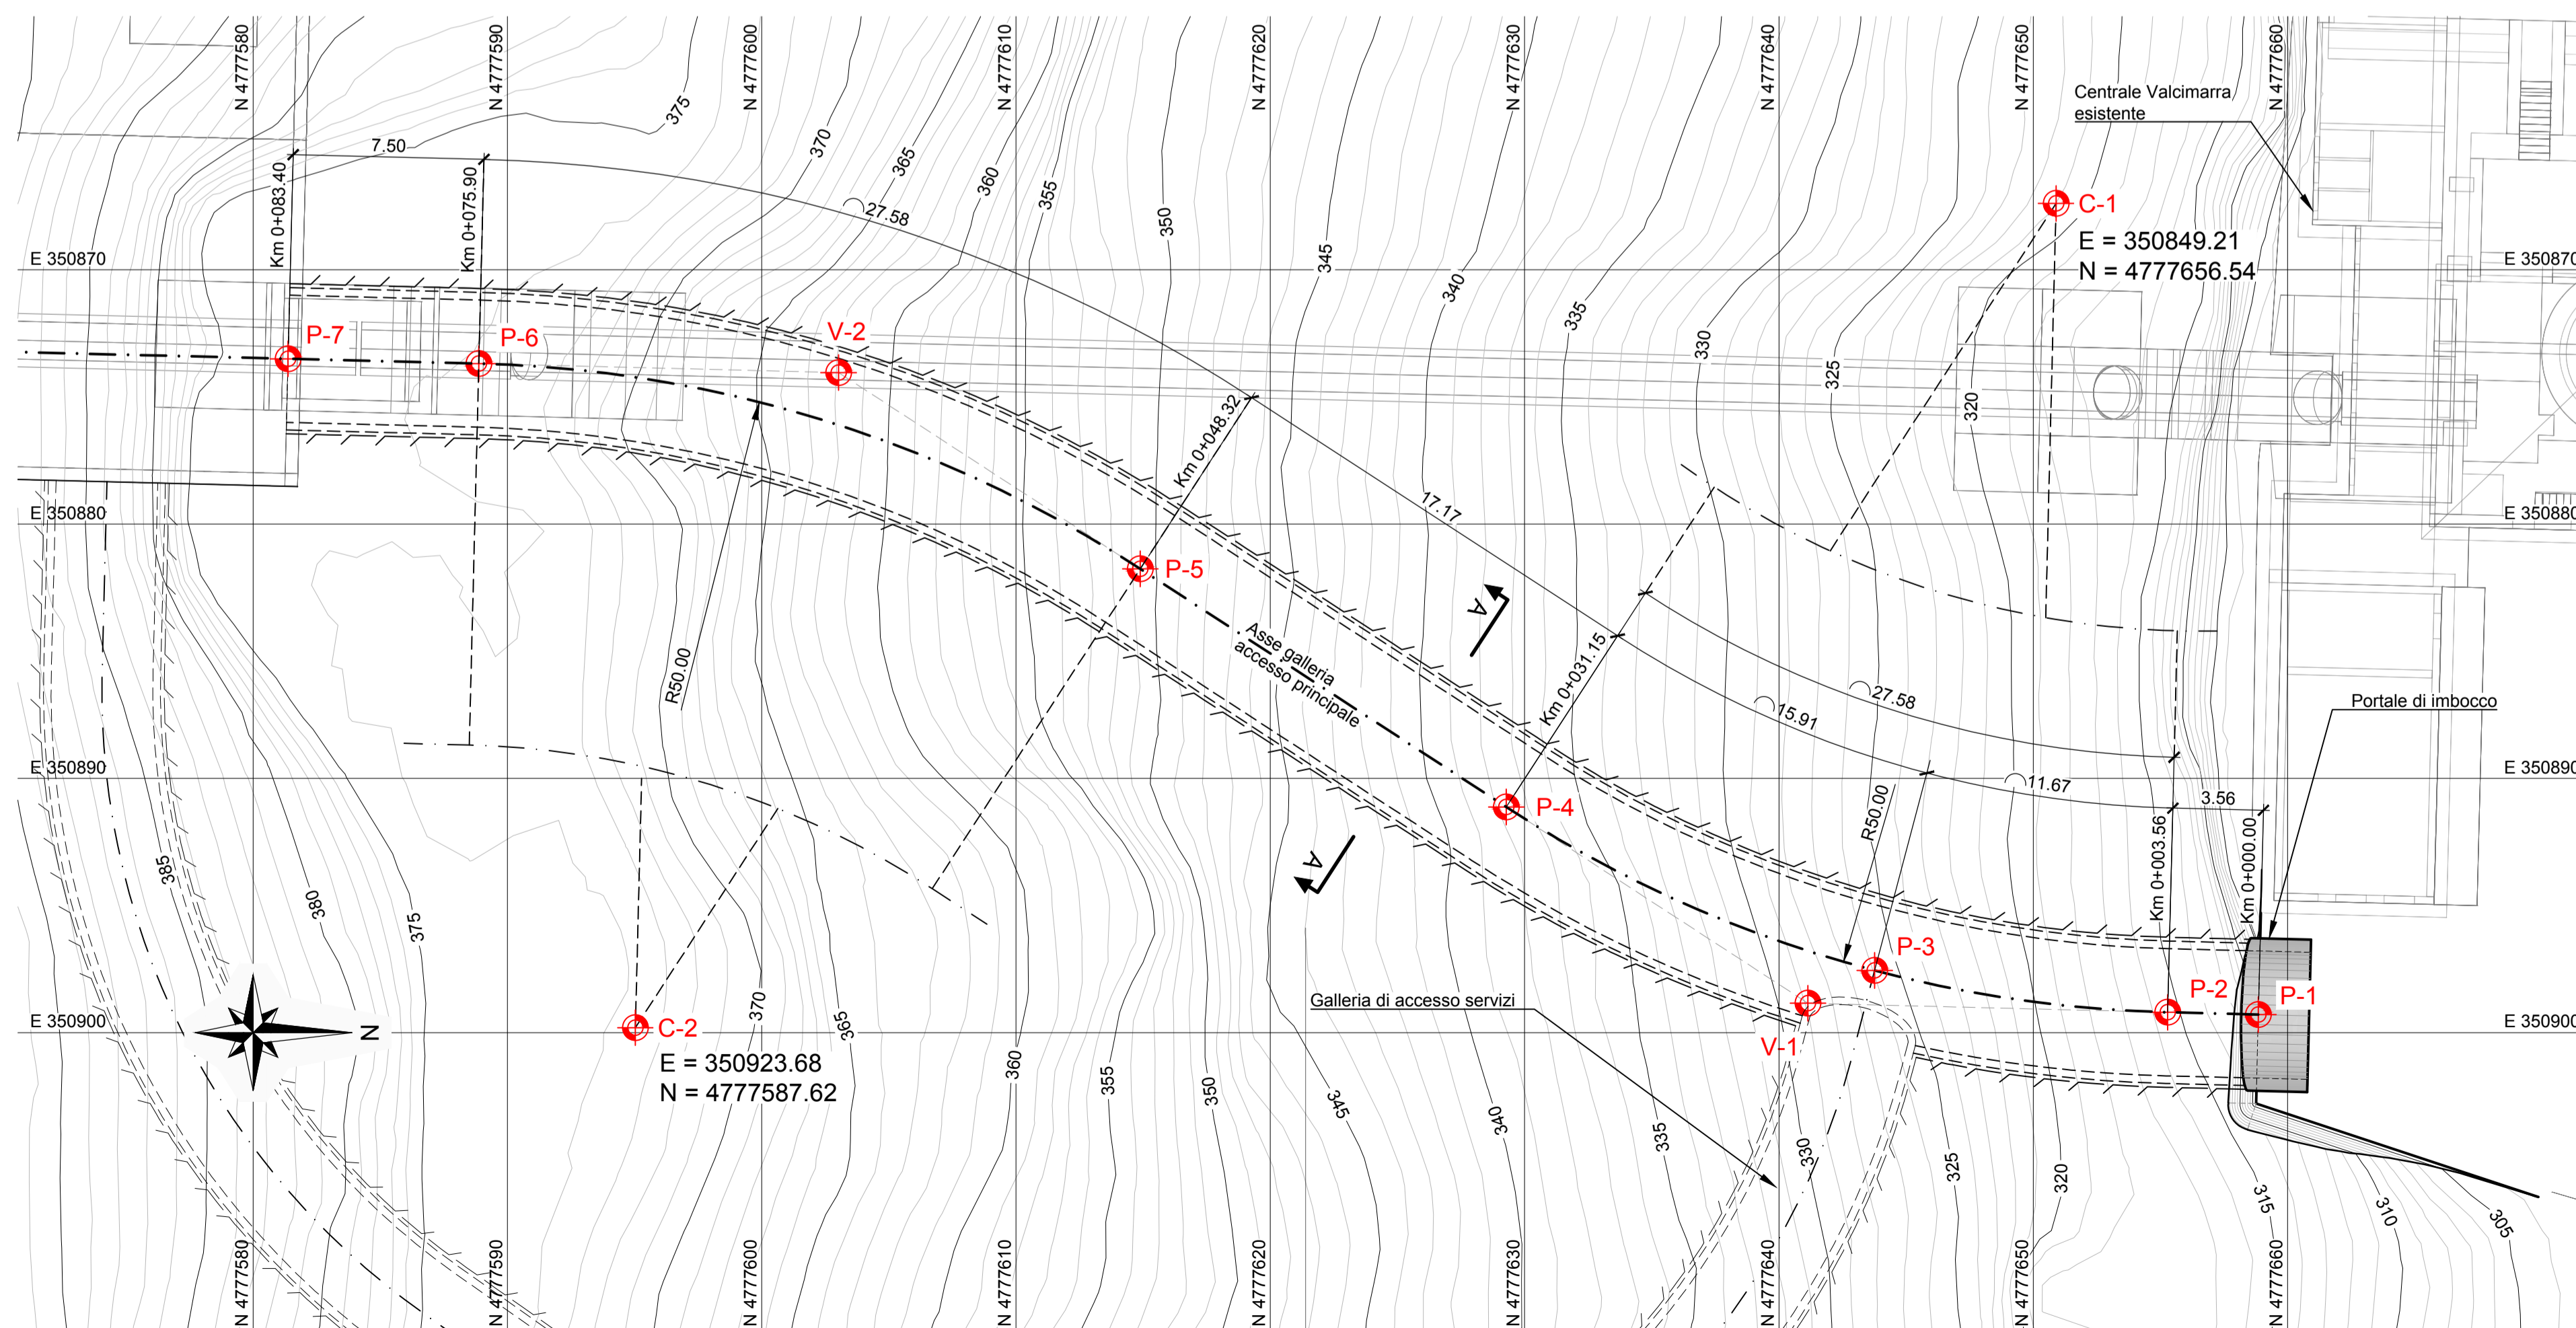 N 4777580
N 4777590
N 4777600
N 4777610
N 4777620
N 4777630
N 4777640
N 4777650
N 4777660
Centrale Valcimarra
esistente
375
370
365
360
355
350
345
340
335
330
325
320
7.50
27.58
Km 0+083.40
Km 0+075.90
C-1
E = 350849.21
N = 4777656.54
E 350870
E 350870
P-7
P-6
V-2
Km 0+048.32
17.17
E 350880
E 350880
P-5
A
Asse galleria
accesso principale
R50.00
Km 0+031.15
27.58
15.91
11.67
3.56
Portale di imbocco
E 350890
E 350890
P-4
A
R50.00
Km 0+003.56
Km 0+000.00
P-3
P-2
P-1
385
380
375
Galleria di accesso servizi
V-1
E 350900
E 350900
N
C-2
E = 350923.68
N = 4777587.62
370
365
360
355
350
345
340
335
330
325
320
315
310
305
N 4777580
N 4777590
N 4777600
N 4777610
N 4777620
N 4777630
N 4777640
N 4777650
N 4777660